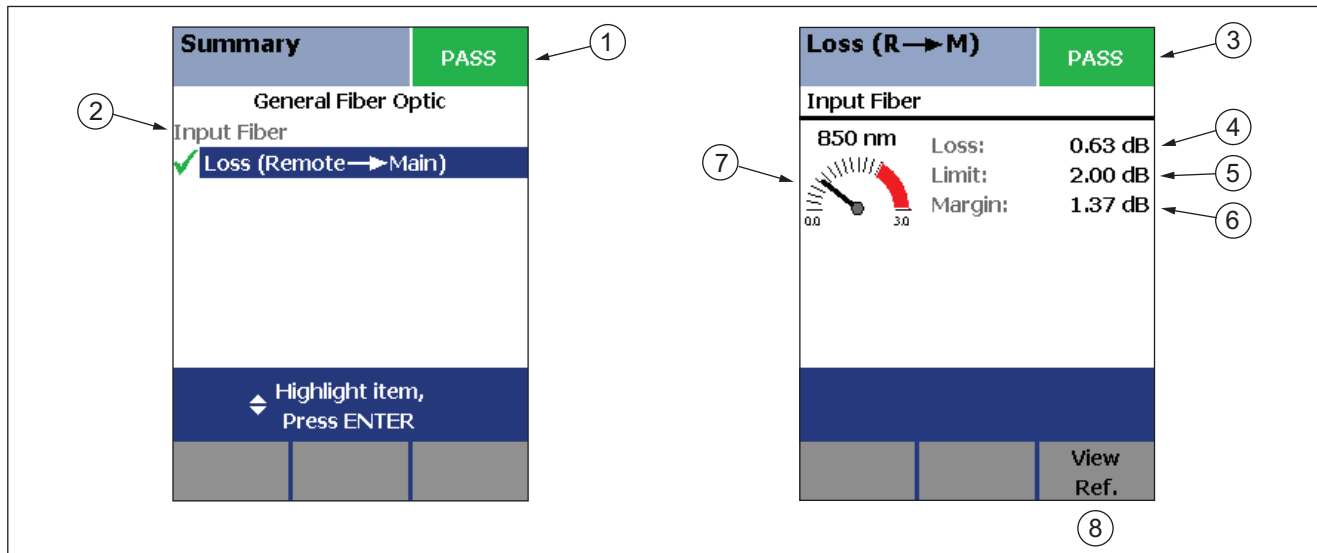 Summary
PASS
1
General Fiber Optic
2
Input Fiber
Loss (Remote→Main)
Highlight item,
Press ENTER
Loss (R→M)
PASS
3
Input Fiber
850 nm
7
0.0
3.0
Loss: 0.63 dB
4
Limit: 2.00 dB
5
Margin: 1.37 dB
6
View
Ref.
8